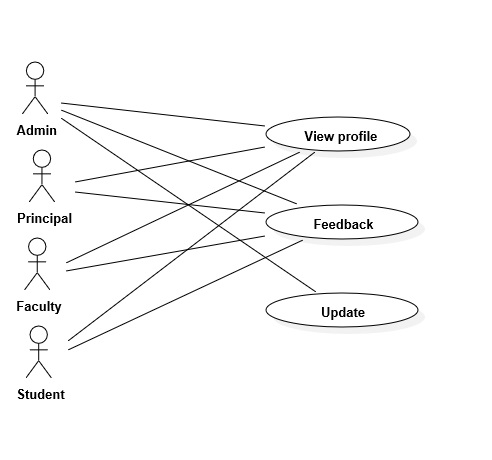 Admin
View profile
Principal
Feedback
Faculty
Update
Student